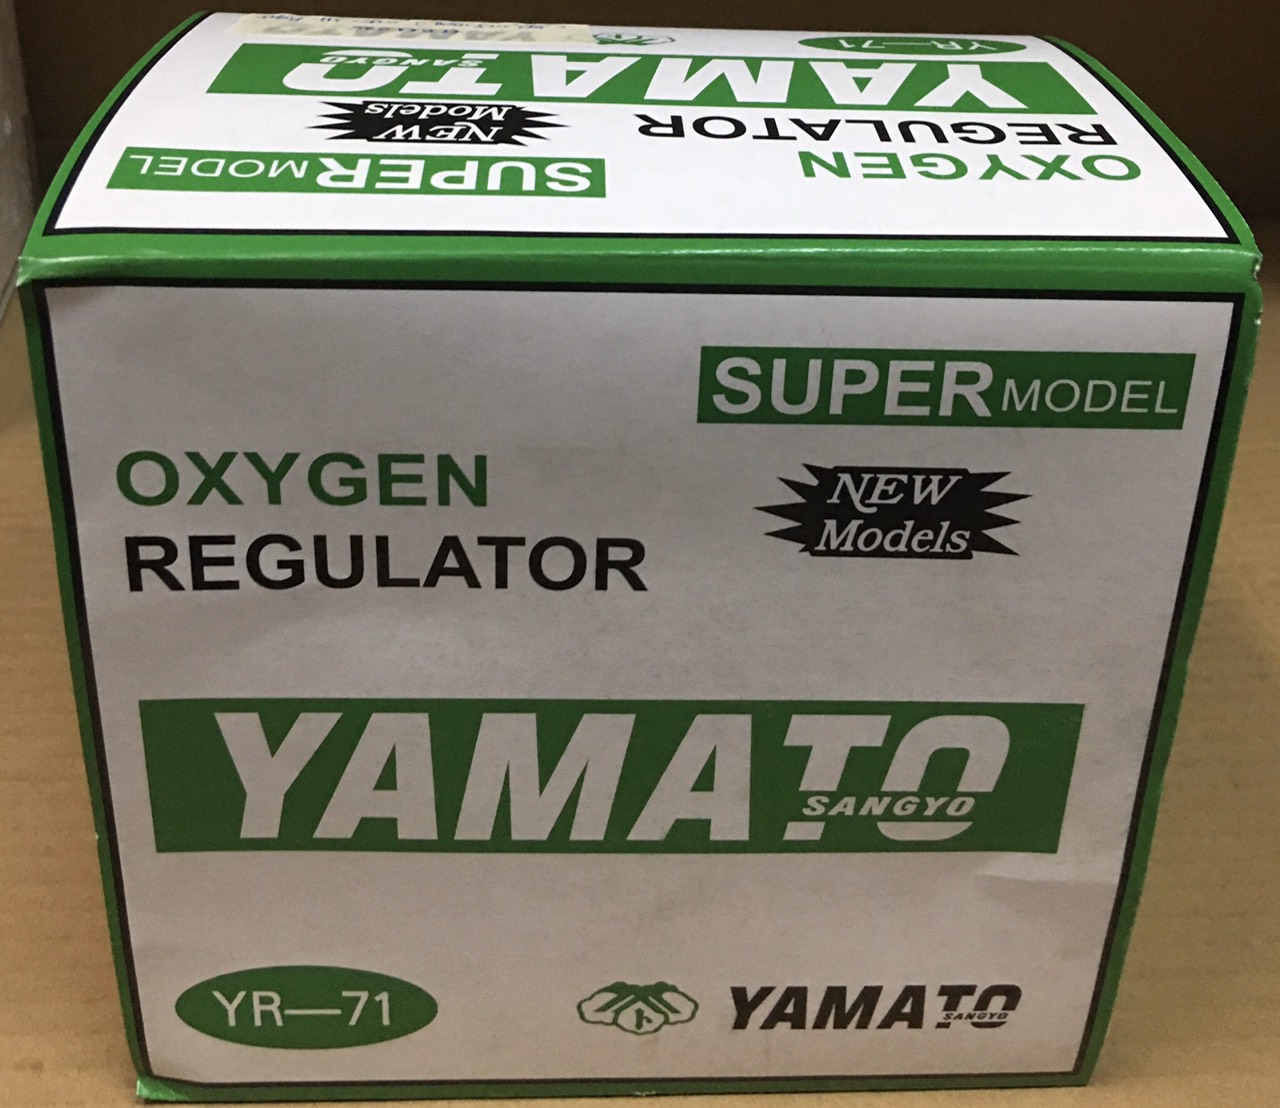 YR—71
YAMATO
SANGYO
REGULATOR
OXYGEN
NEW
Models
SUPER MODEL
SUPER MODEL
OXYGEN
REGULATOR
NEW
Models
YAMATO
SANGYO
YR—71
YAMATO
SANGYO